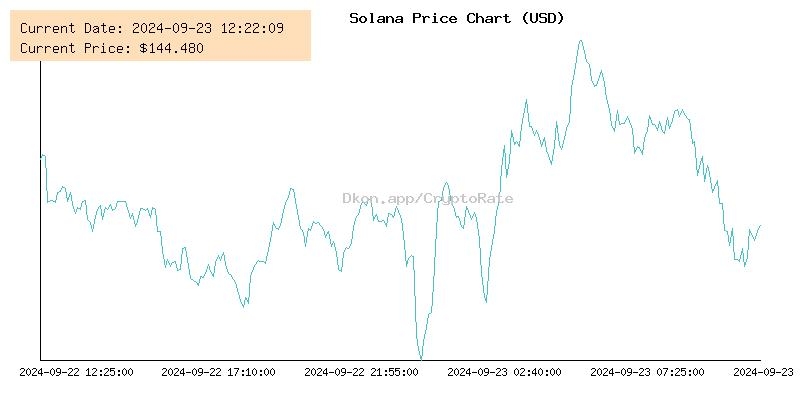 Solana Price Chart (USD)
Current Date: 2024-09-23 12:22:09
Current Price: $144.480
Dkon.app/CryptoRate
2024-09-22 12:25:00
2024-09-22 17:10:00
2024-09-22 21:55:00
2024-09-23 02:40:00
2024-09-23 07:25:00
2024-09-23